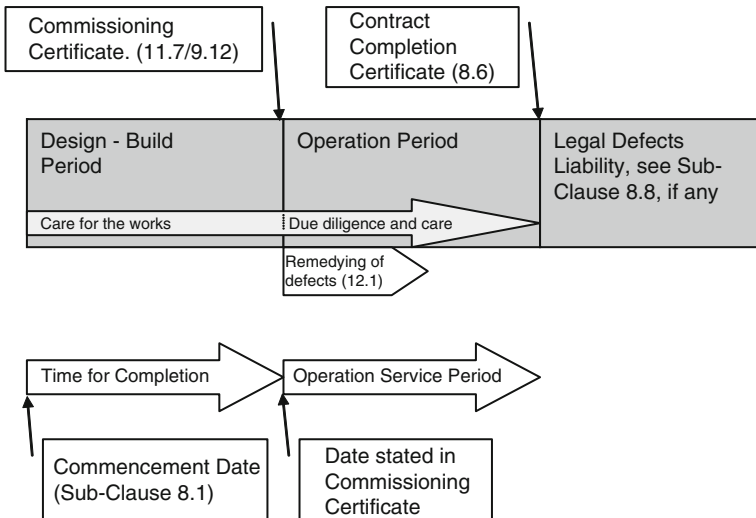 Commissioning
Certificate. (11.7/9.12)
Contract
Completion
Certificate (8.6)
Design - Build
Period
Operation Period
Legal Defects
Liability, see Sub-
Clause 8.8, if any
Care for the works
Due diligence and care
Remedying of
defects (12.1)
Time for Completion
Operation Service Period
Commencement Date
(Sub-Clause 8.1)
Date stated in
Commissioning
Certificate